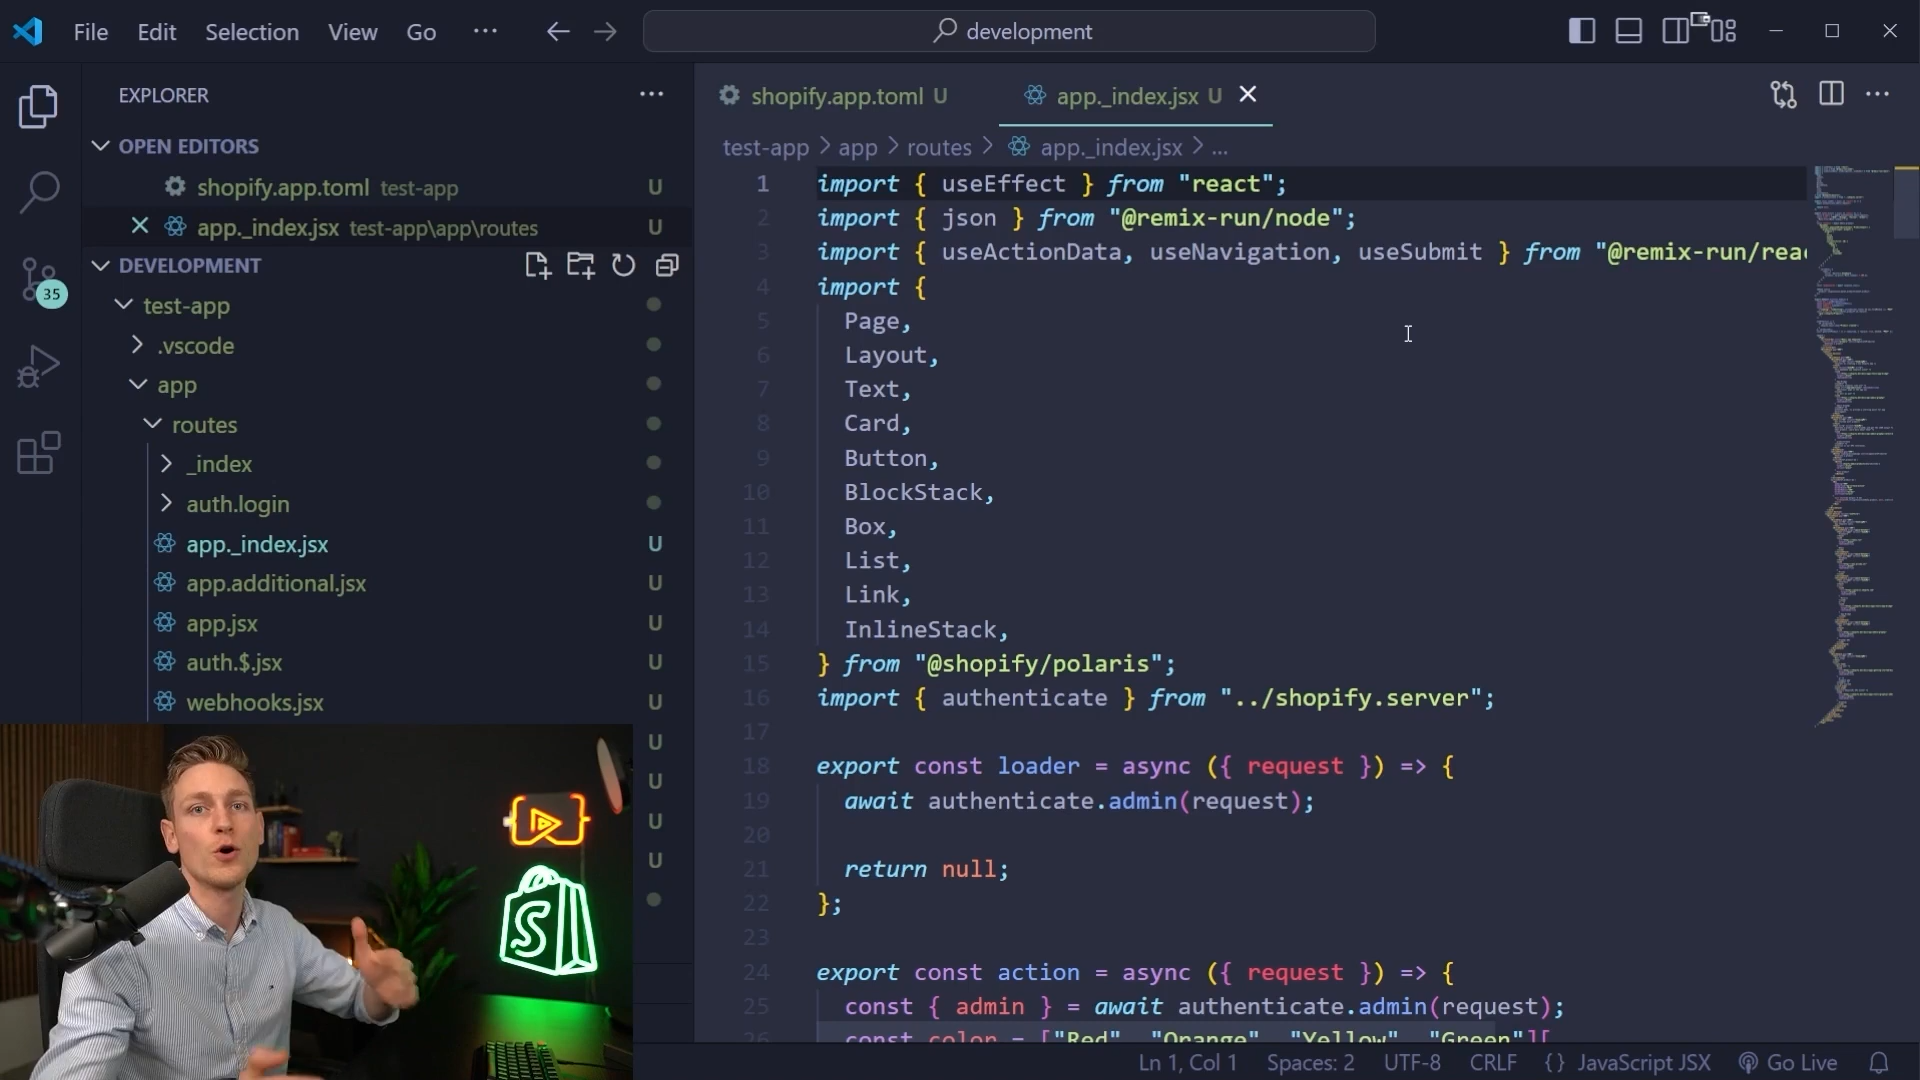 File Edit Selection View Go ··· development
EXPLORER
OPEN EDITORS
shopify.app.toml test-app U
app._index.jsx test-app\app\routes U
DEVELOPMENT
35
test-app
.vscode
app
routes
_index
auth.login
app._index.jsx U
app.additional.jsx U
app.jsx U
auth.$.jsx U
webhooks.jsx U
U
U
U
U
S
shopify.app.toml U app._index.jsx U
test-app > app > routes > app._index.jsx > ...
1 import { useEffect } from "react";
2 import { json } from "@remix-run/node";
3 import { useActionData, useNavigation, useSubmit } from "@remix-run/reac
4 import {
5 Page,
6 Layout,
7 Text,
8 Card,
9 Button,
10 BlockStack,
11 Box,
12 List,
13 Link,
14 InlineStack,
15 } from "@shopify/polaris";
16 import { authenticate } from "../shopify.server";
17
18 export const loader = async ({ request }) => {
19 await authenticate.admin(request);
20
21 return null;
22 };
23
24 export const action = async ({ request }) => {
25 const { admin } = await authenticate.admin(request);
26 const color = ["Red", "Orange", "Yellow", "Green"][
Ln 1, Col 1 Spaces: 2 UTF-8 CRLF {} JavaScript JSX Go Live